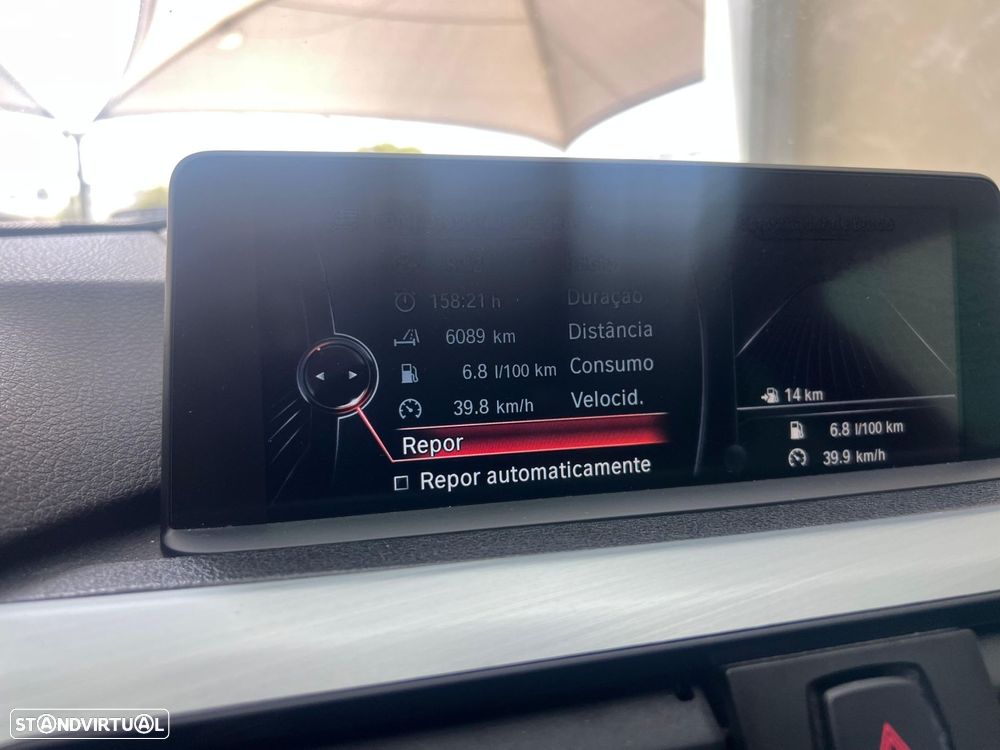 158:21 h Duração
6089 km Distância
6.8 l/100 km Consumo
39.8 km/h Velocid.
Repor
Repor automaticamente
14 km
6.8 l/100 km
39.9 km/h
STANDVIRTUAL